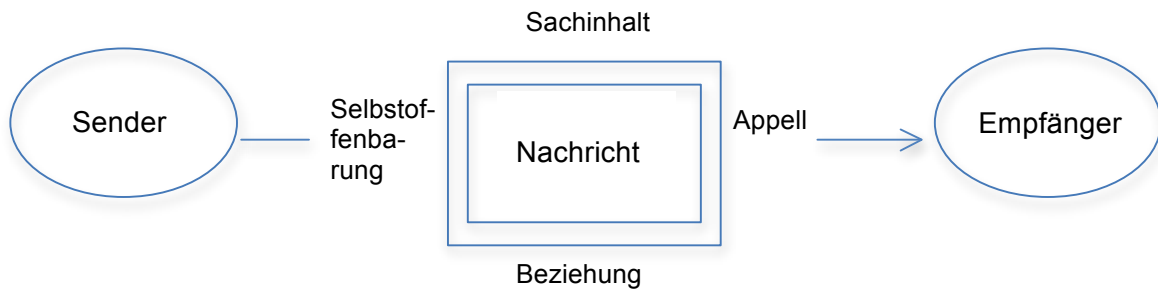 Sachinhalt
Sender
Selbstof-
fenba-
rung
Nachricht
Appell
Empfänger
Beziehung